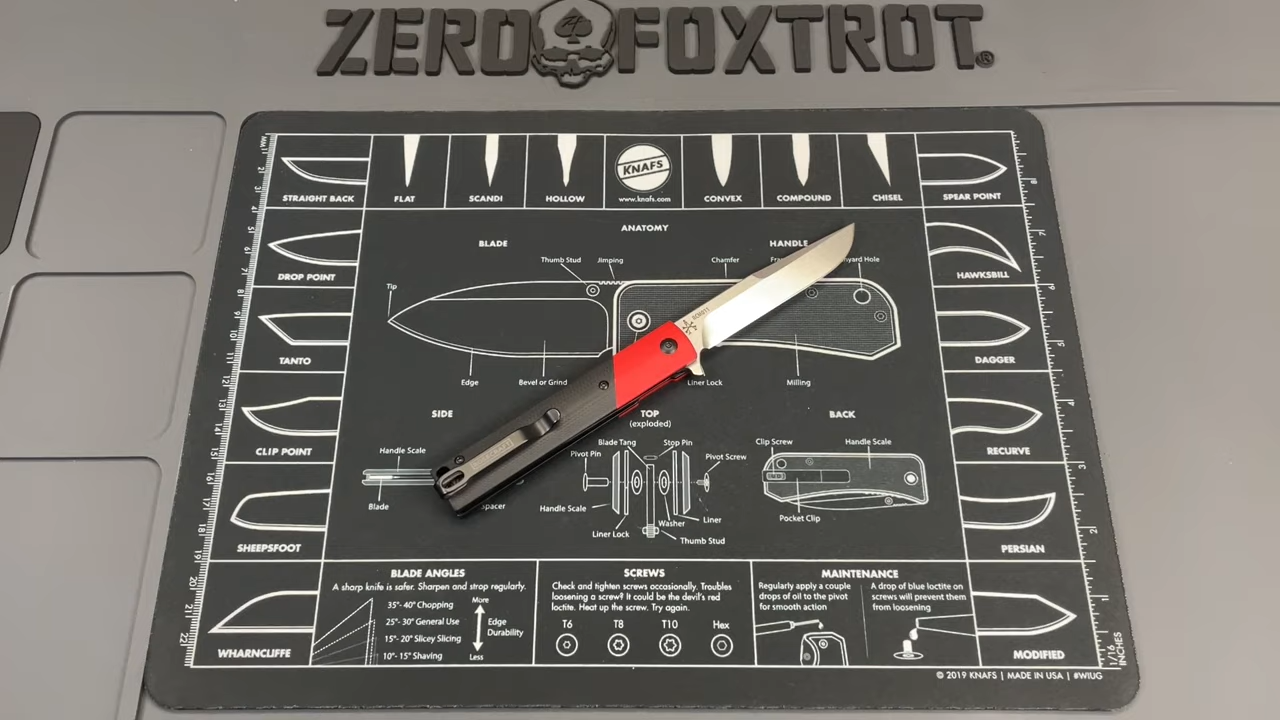 ZERO FOXTROT®
MM 1
STRAIGHT BACK
FLAT
SCANDI
HOLLOW
KNAFS
www.knafs.com
CONVEX
COMPOUND
CHISEL
SPEAR POINT
ANATOMY
BLADE
HANDLE
DROP POINT
HAWKSBILL
Thumb Stud
Jimping
Chamfer
Hole
Tip
TANTO
DAGGER
Edge
Bevel or Grind
Liner Lock
Milling
SIDE
TOP
(exploded)
BACK
CLIP POINT
RECURVE
Handle Scale
Blade
Blade Tang
Stop Pin
Pivot Pin
Pivot Screw
Handle Scale
Liner Lock
Washer
Liner
Thumb Stud
Clip Screw
Handle Scale
Pocket Clip
SHEEPSFOOT
PERSIAN
BLADE ANGLES
A sharp knife is safer. Sharpen and strop regularly.
35°- 40° Chopping
25°- 30° General Use
15°- 20° Slicey Slicing
10°- 15° Shaving
More
Edge
Durability
Less
SCREWS
Check and tighten screws occasionally. Troubles
loosening a screw? It could be the devil's red
loctite. Heat up the screw. Try again.
T6 T8 T10 Hex
MAINTENANCE
Regularly apply a couple
drops of oil to the pivot
for smooth action
A drop of blue loctite on
screws will prevent them
from loosening
WHARNCLIFFE
MODIFIED
1/16
INCHES
© 2019 KNAFS | MADE IN USA | #WIUG